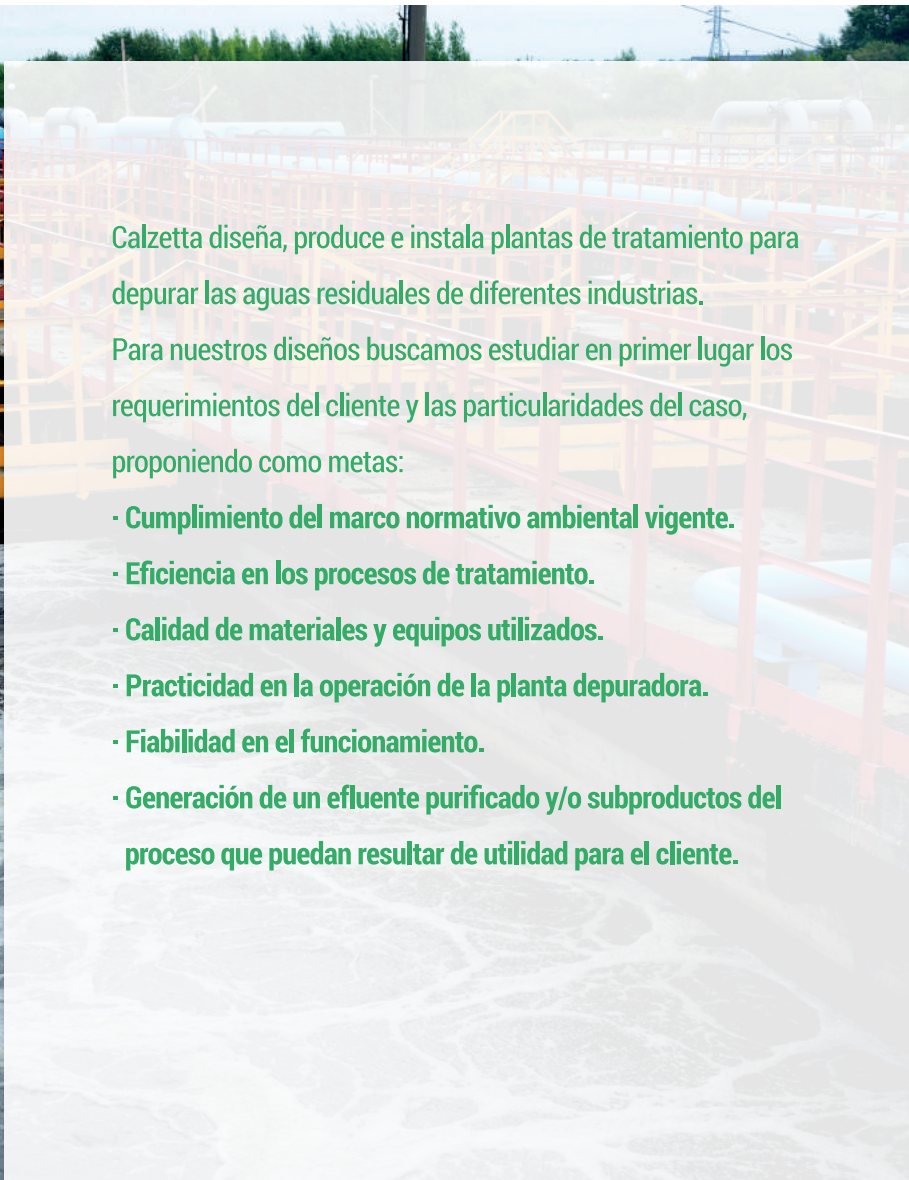 Calzetta diseña, produce e instala plantas de tratamiento para
depurar las aguas residuales de diferentes industrias.
Para nuestros diseños buscamos estudiar en primer lugar los
requerimientos del cliente y las particularidades del caso,
proponiendo como metas:
· Cumplimiento del marco normativo ambiental vigente.
· Eficiencia en los procesos de tratamiento.
· Calidad de materiales y equipos utilizados.
· Practicidad en la operación de la planta depuradora.
· Fiabilidad en el funcionamiento.
· Generación de un efluente purificado y/o subproductos del
proceso que puedan resultar de utilidad para el cliente.